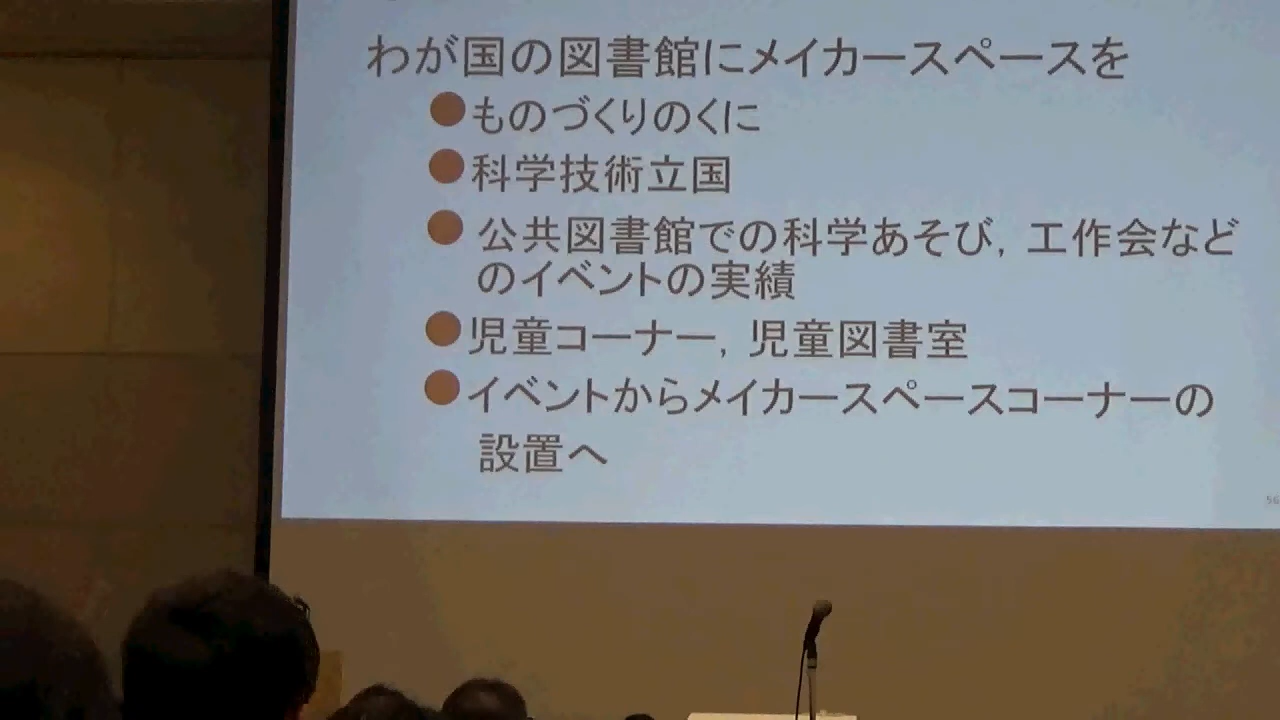 わが国の図書館にメイカースペースを
●ものづくりのくに
●科学技術立国
●公共図書館での科学あそび，工作会など
のイベントの実績
●児童コーナー，児童図書室
●イベントからメイカースペースコーナーの
設置へ
56